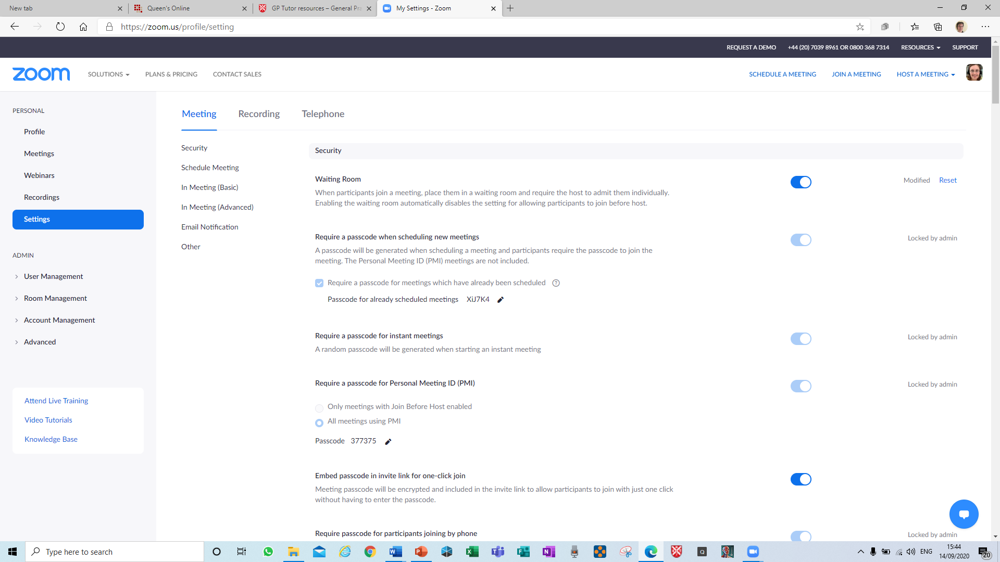 New tab
Queen's Online
GP Tutor resources – General Pra
My Settings - Zoom
https://zoom.us/profile/setting
REQUEST A DEMO
+44 (20) 7039 8961 OR 0800 368 7314
RESOURCES
SUPPORT
zoom
SOLUTIONS
PLANS & PRICING
CONTACT SALES
SCHEDULE A MEETING
JOIN A MEETING
HOST A MEETING
PERSONAL
Profile
Meetings
Webinars
Recordings
Settings
ADMIN
User Management
Room Management
Account Management
Advanced
Attend Live Training
Video Tutorials
Knowledge Base
Meeting
Recording
Telephone
Security
Schedule Meeting
In Meeting (Basic)
In Meeting (Advanced)
Email Notification
Other
Security
Waiting Room
When participants join a meeting, place them in a waiting room and require the host to admit them individually.
Enabling the waiting room automatically disables the setting for allowing participants to join before host.
Modified
Reset
Require a passcode when scheduling new meetings
A passcode will be generated when scheduling a meeting and participants require the passcode to join the
meeting. The Personal Meeting ID (PMI) meetings are not included.
Locked by admin
Require a passcode for meetings which have already been scheduled
Passcode for already scheduled meetings XiJ7K4
Require a passcode for instant meetings
A random passcode will be generated when starting an instant meeting
Locked by admin
Require a passcode for Personal Meeting ID (PMI)
Locked by admin
Only meetings with Join Before Host enabled
All meetings using PMI
Passcode 377375
Embed passcode in invite link for one-click join
Meeting passcode will be encrypted and included in the invite link to allow participants to join with just one click
without having to enter the passcode.
Require passcode for participants joining by phone
Locked by admin
Type here to search
ENG
15:44
14/09/2020
20